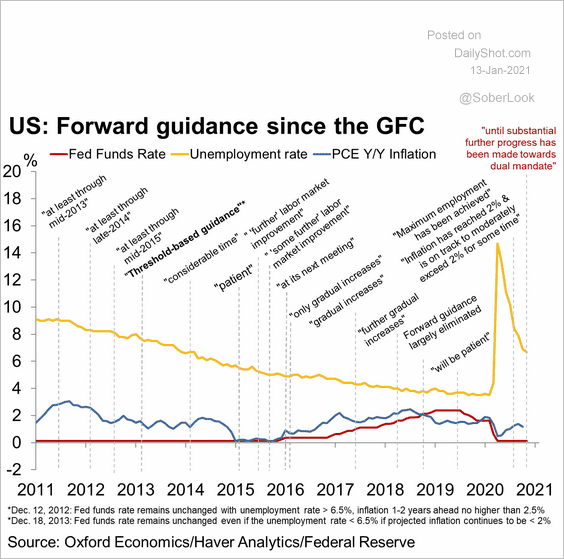 Posted on
DailyShot.com
13-Jan-2021
@SoberLook
US: Forward guidance since the GFC
"until substantial
further progress has
been made towards
dual mandate"
Fed Funds Rate
Unemployment rate
PCE Y/Y Inflation
%
20
18
16
14
12
10
8
6
4
2
0
-2
"at least through
mid-2013"
"at least through
late-2014"
"at least through
mid-2015"
"Threshold-based guidance"*
"considerable time"
"patient"
"'further' labor market
improvement"
"'some further' labor
market improvement"
"at its next meeting"
"only gradual increases"
"gradual increases"
"further gradual
increases"
Forward guidance
largely eliminated
"will be patient"
"Maximum employment
has been achieved"
"Inflation has reached 2% &
is on track to moderately
exceed 2% for some time"
2011 2012 2013 2014 2015 2016 2017 2018 2019 2020 2021
*Dec. 12, 2012: Fed funds rate remains unchanged with unemployment rate > 6.5%, inflation 1-2 years ahead no higher than 2.5%
*Dec. 18, 2013: Fed funds rate remains unchanged even if the unemployment rate < 6.5% if projected inflation continues to be < 2%
Source: Oxford Economics/Haver Analytics/Federal Reserve